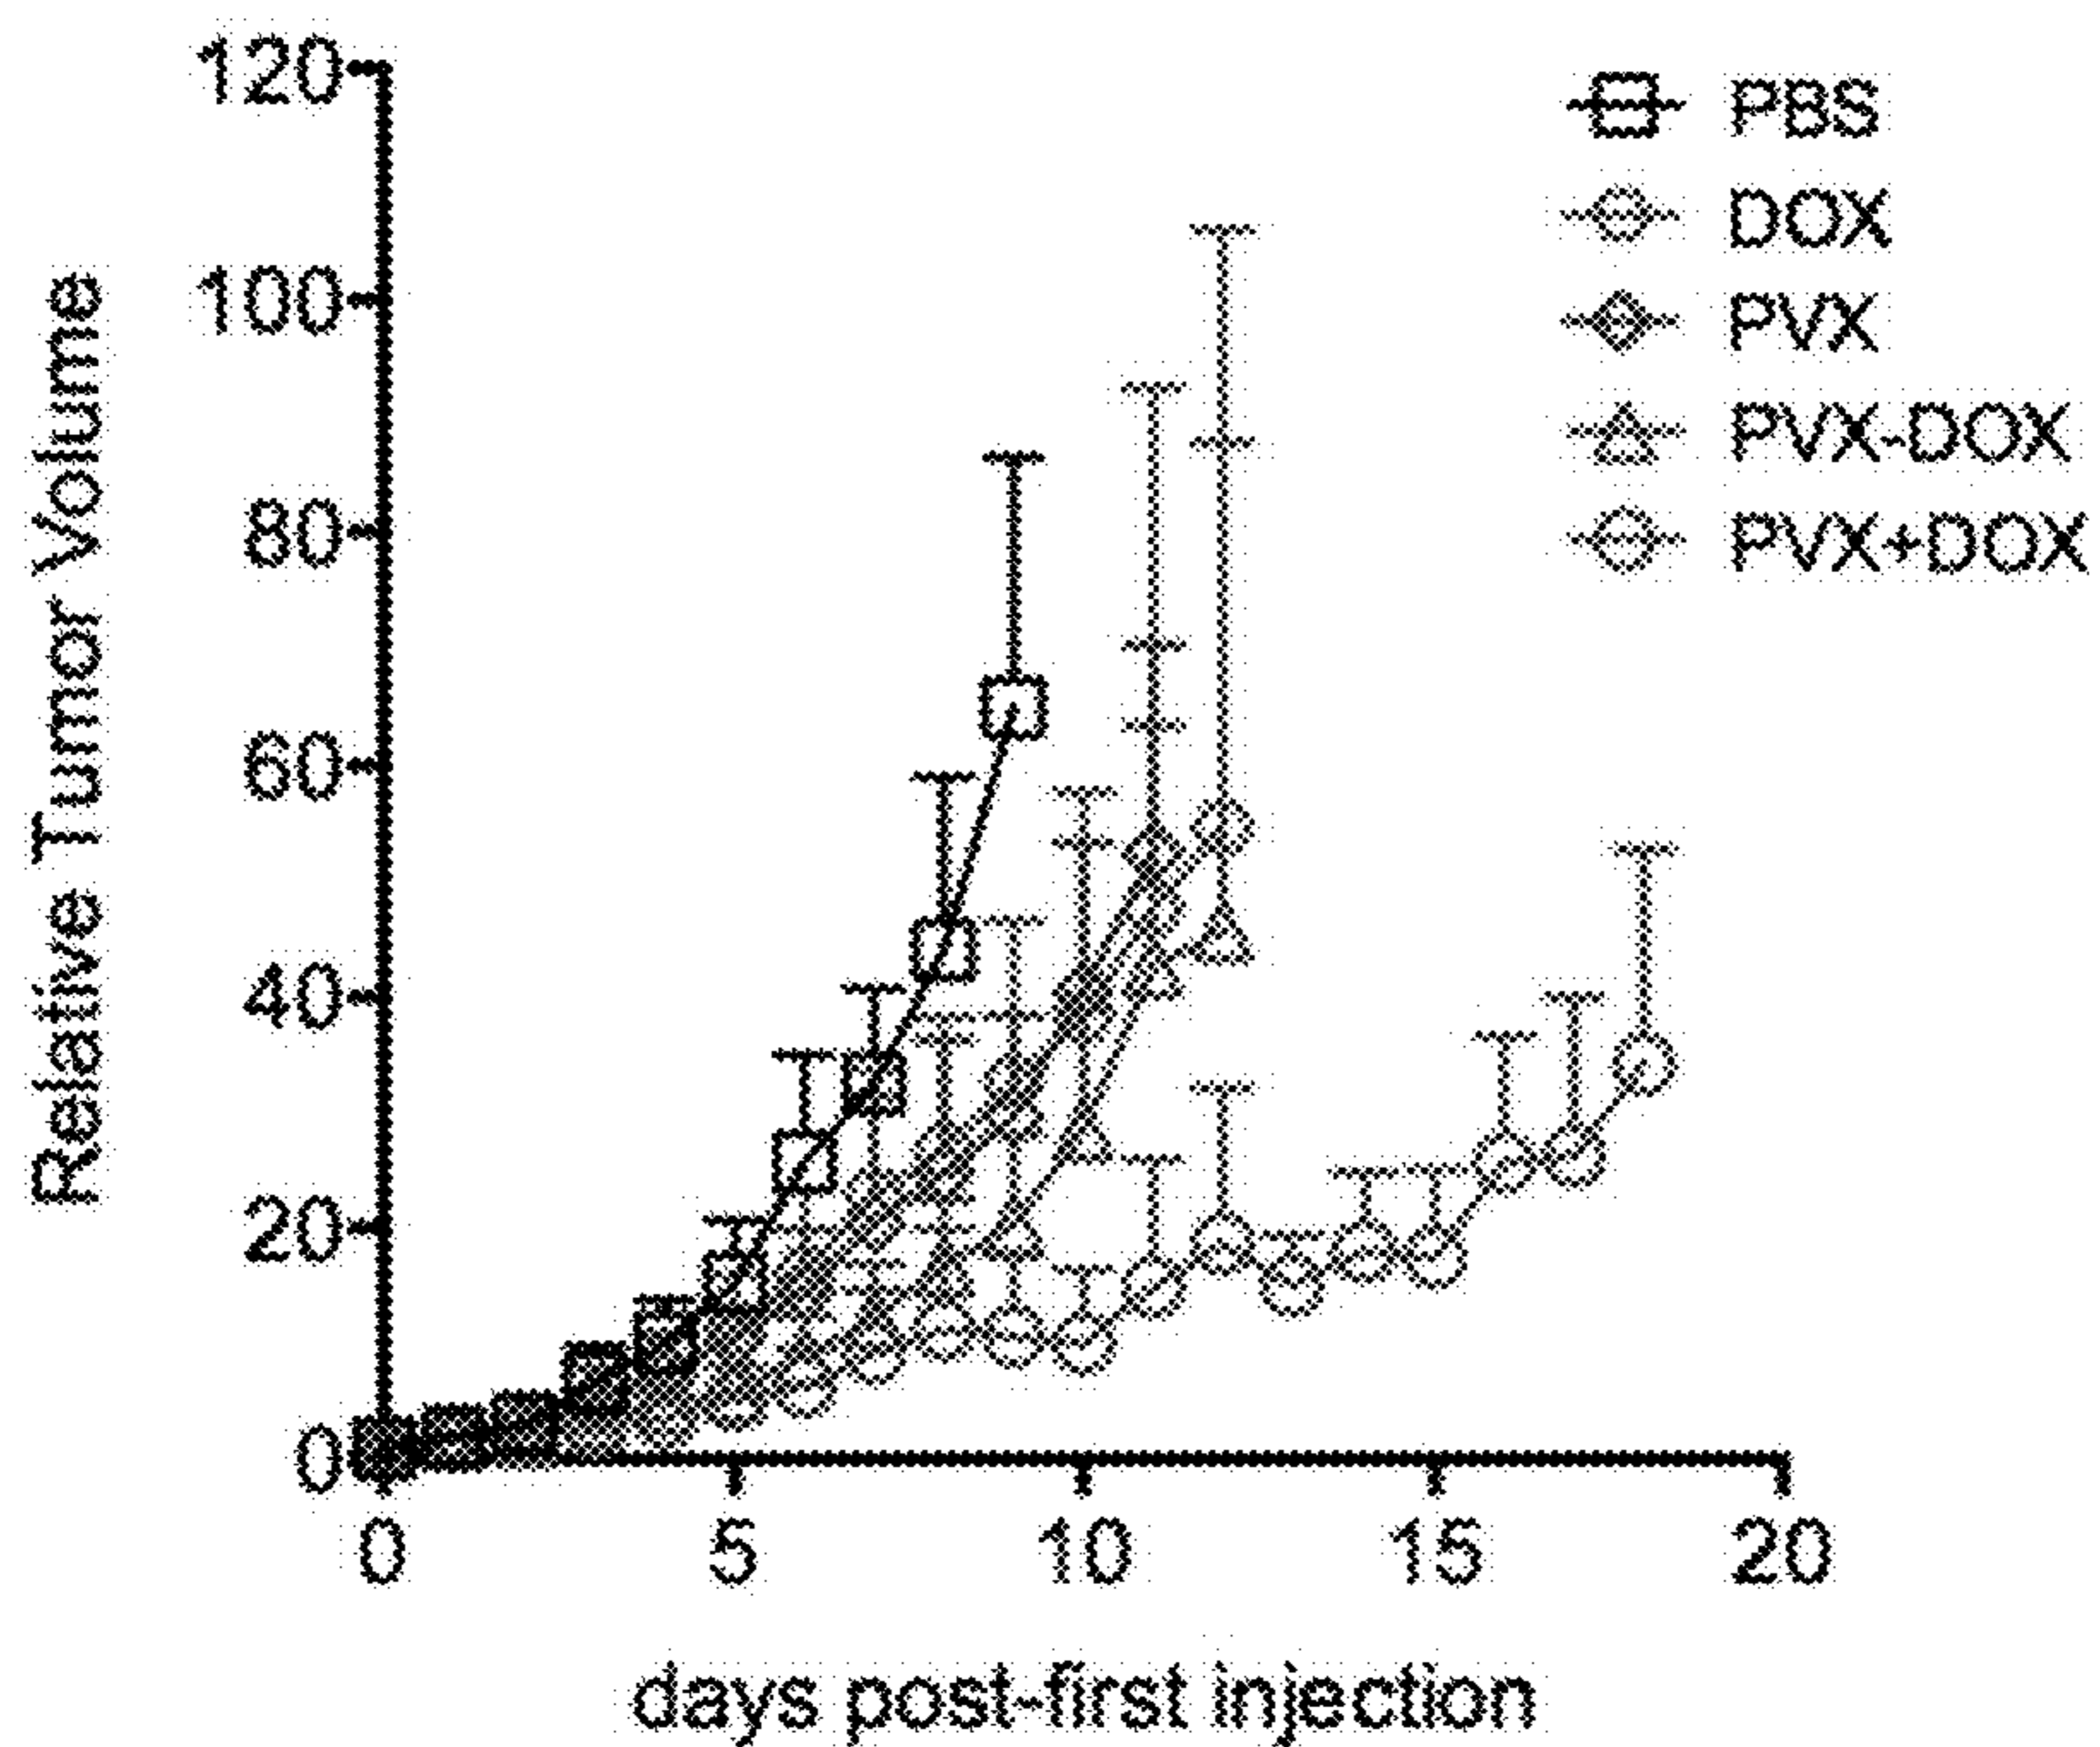 Relative Tumor Volume
120
100
80
60
40
20
0
0 5 10 15 20
days post-first injection
PBS
DOX
PVX
PVX-DOX
PVX+DOX